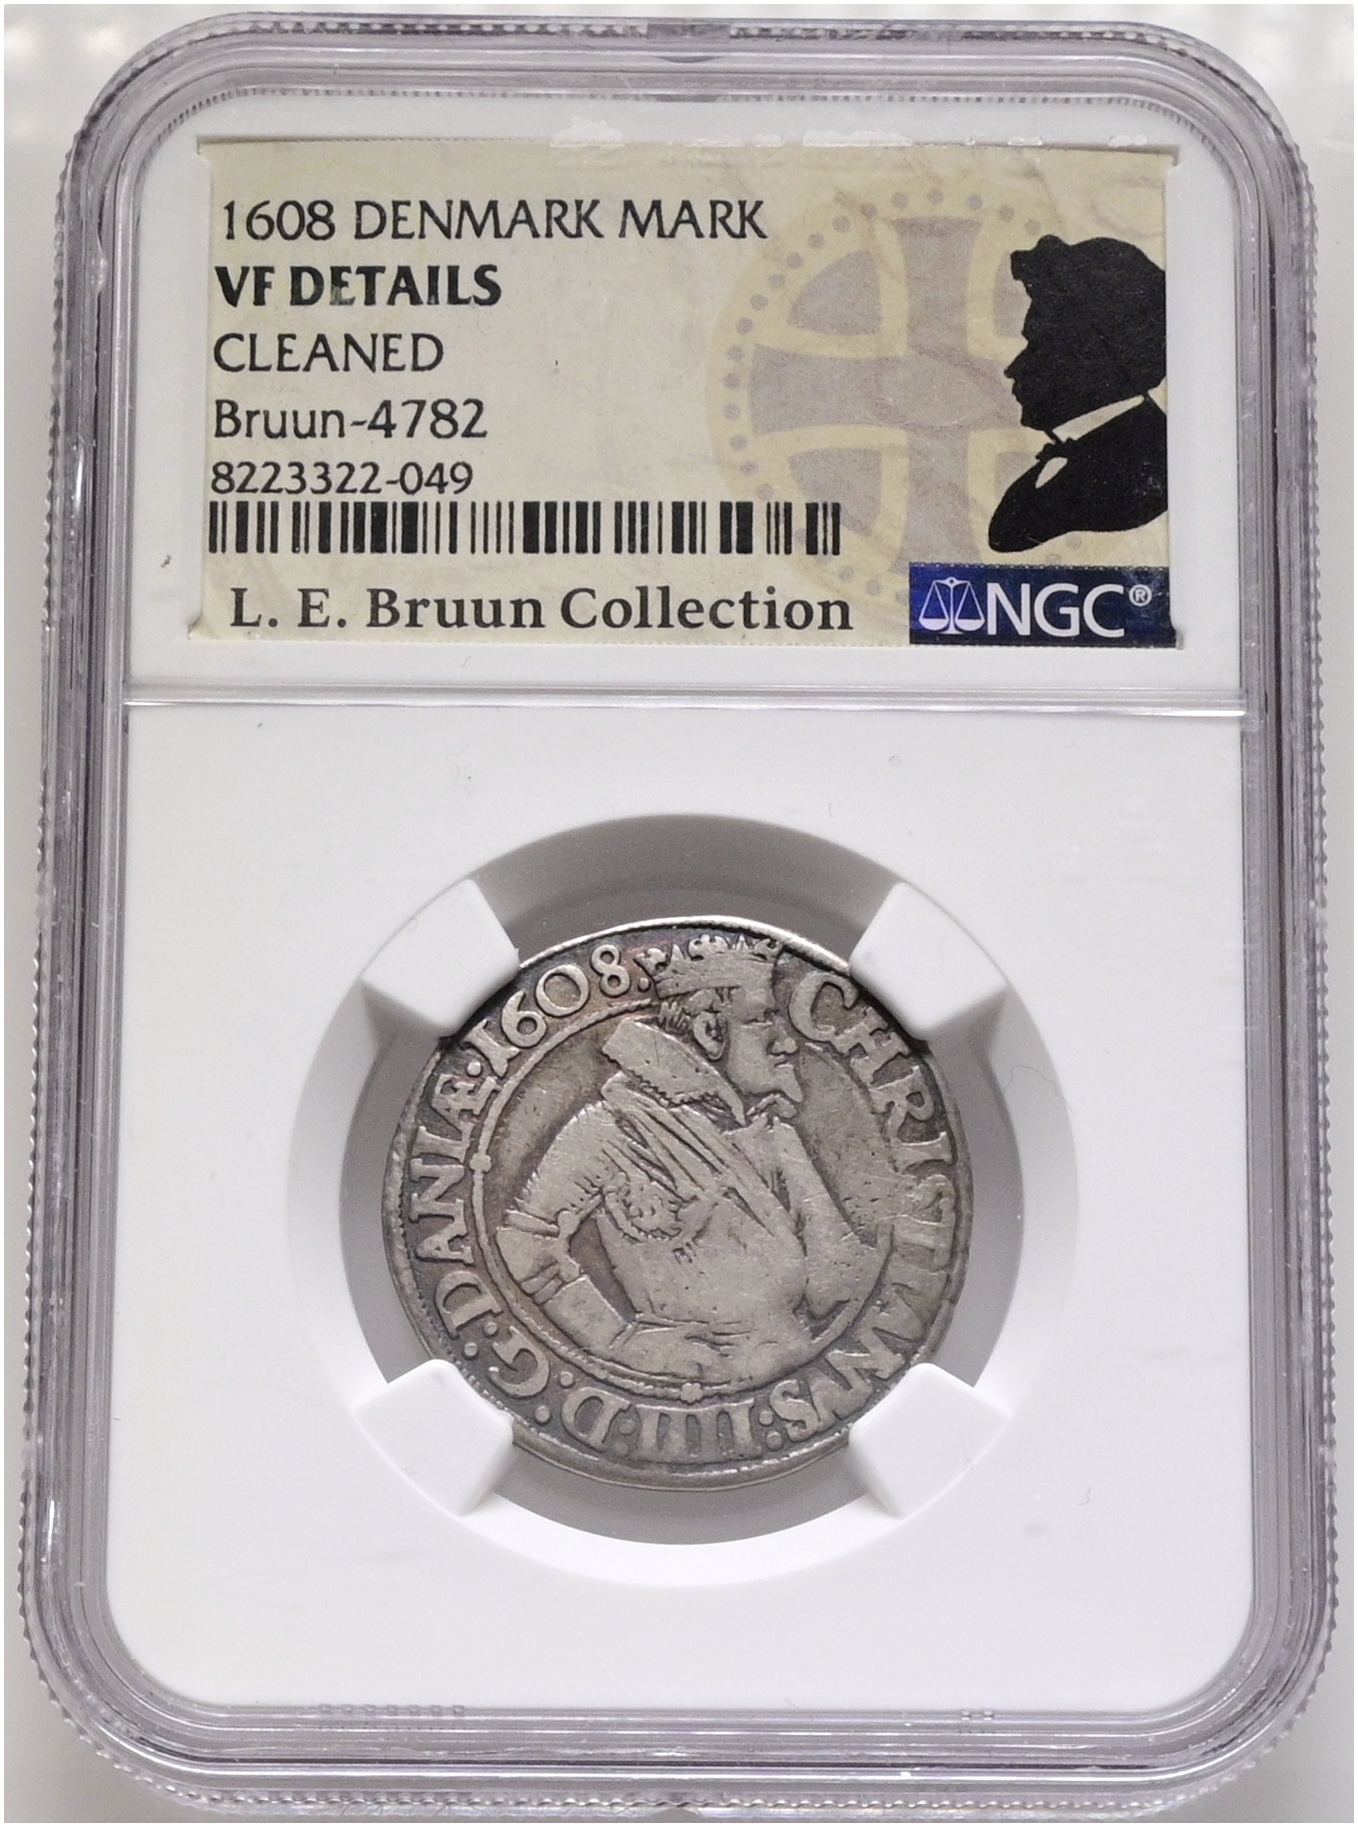 1608 DENMARK MARK
VF DETAILS
CLEANED
Bruun-4782
8223322-049
L. E. Bruun Collection
NGC®
CHRISTIANVS·IIII·D:G·DANIÆ·1608·